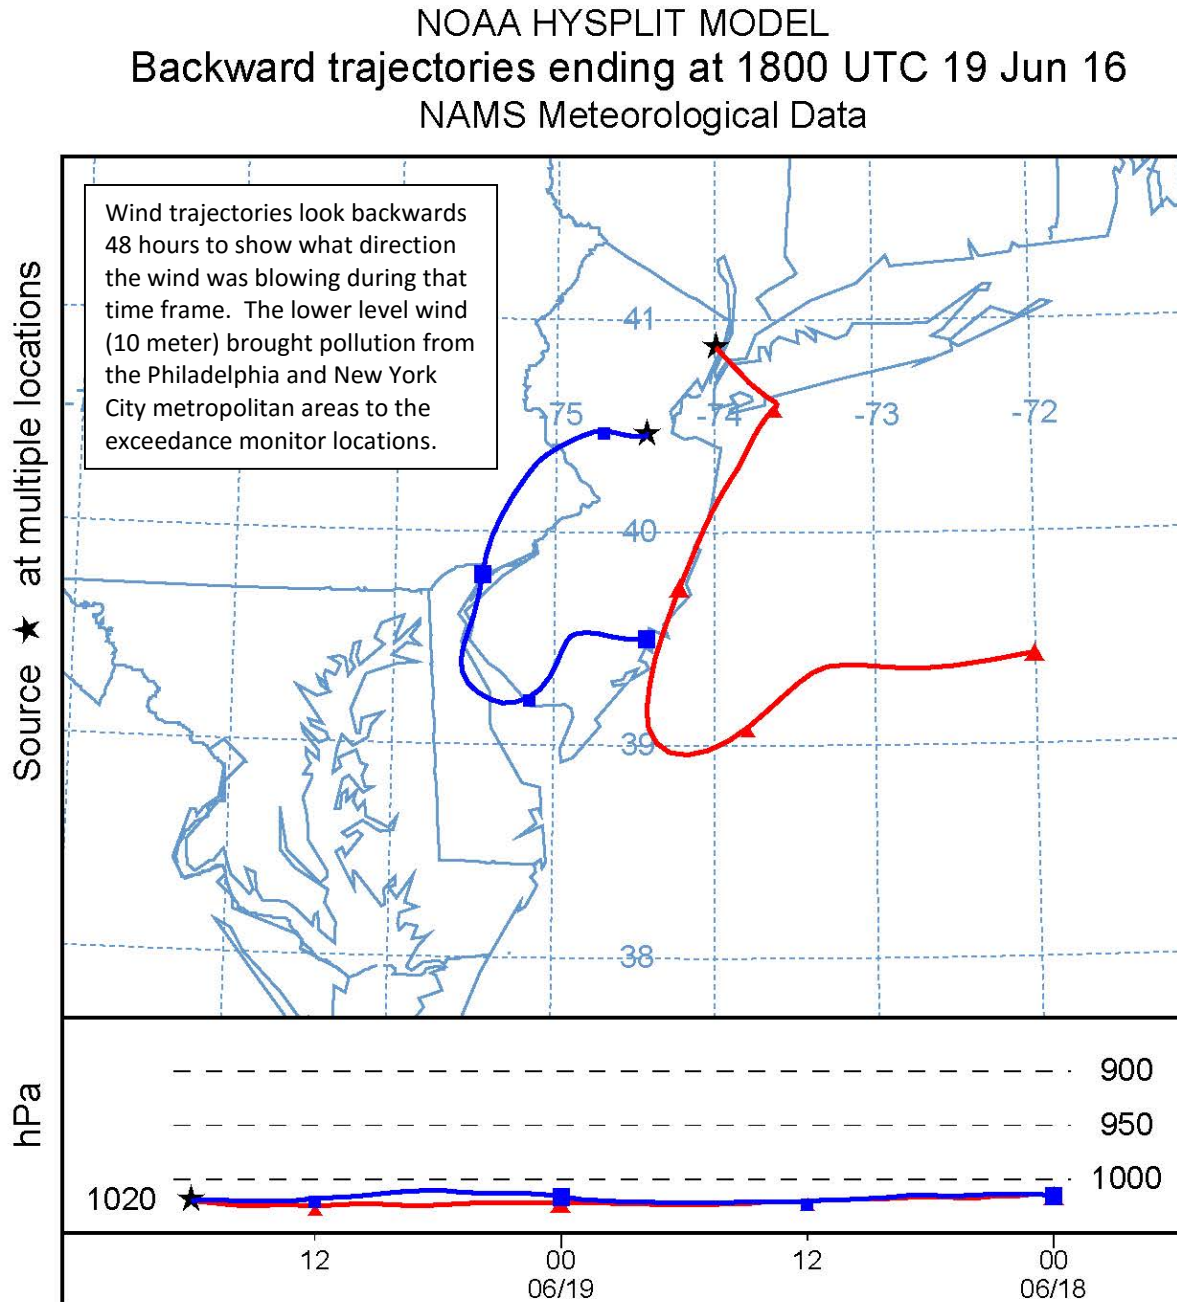 NOAA HYSPLIT MODEL
Backward trajectories ending at 1800 UTC 19 Jun 16
NAMS Meteorological Data
Source ★ at multiple locations
Wind trajectories look backwards
48 hours to show what direction
the wind was blowing during that
time frame.  The lower level wind
(10 meter) brought pollution from
the Philadelphia and New York
City metropolitan areas to the
exceedance monitor locations.
41
-75 -74 -73 -72
40
39
38
hPa
900
950
1000
1020
12 00 12 00
06/19 06/18